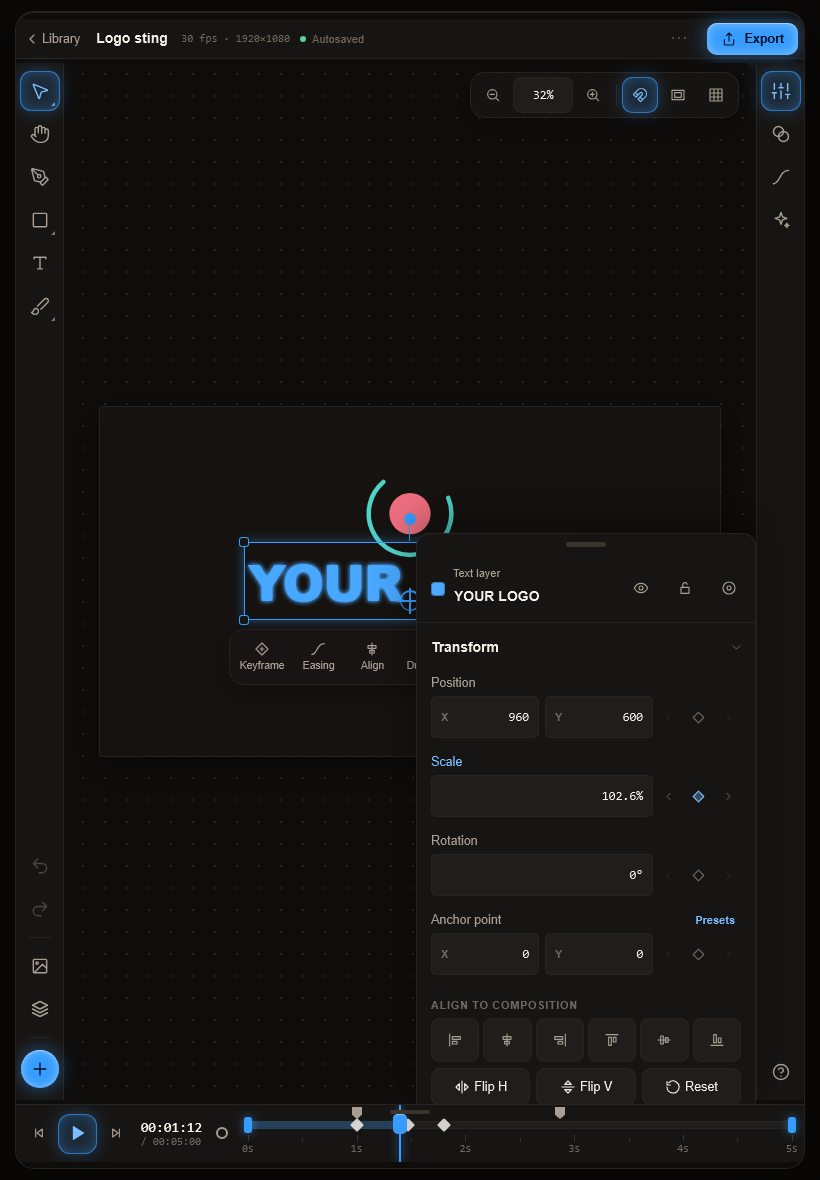 Library Logo sting 30 fps · 1920×1080 Autosaved ··· Export
32%
YOUR
Keyframe Easing Align
Text layer
YOUR LOGO
Transform
Position
X 960 Y 600
Scale
102.6%
Rotation
0°
Anchor point Presets
X 0 Y 0
ALIGN TO COMPOSITION
Flip H Flip V Reset
00:01:12
/ 00:05:00
0s 1s 2s 3s 4s 5s